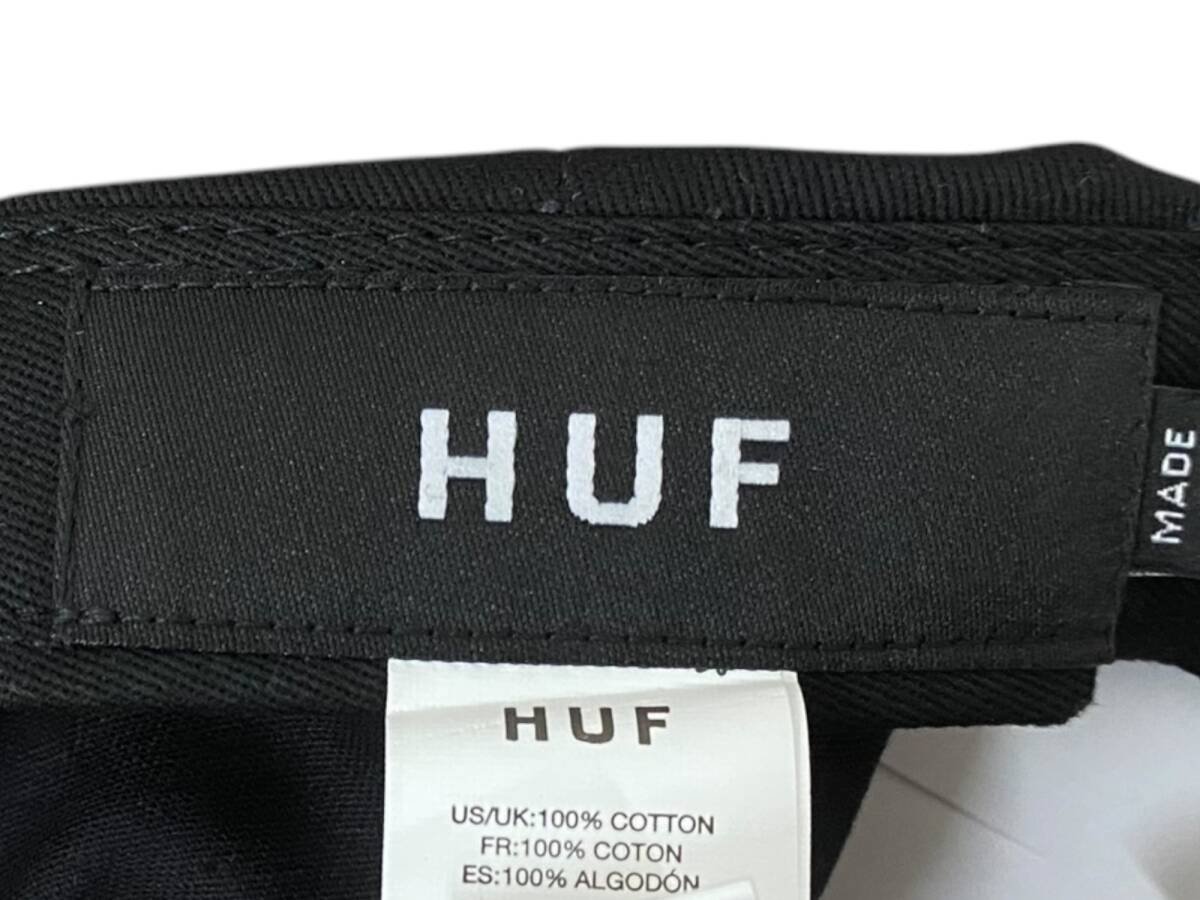 HUF
MADE
HUF
US/UK:100% COTTON
FR:100% COTON
ES:100% ALGODÓN